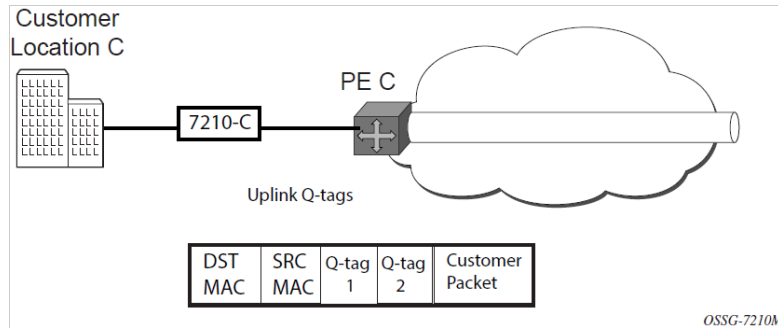 Customer
Location C
PE C
7210-C
Uplink Q-tags
DST
MAC
SRC
MAC
Q-tag
1
Q-tag
2
Customer
Packet